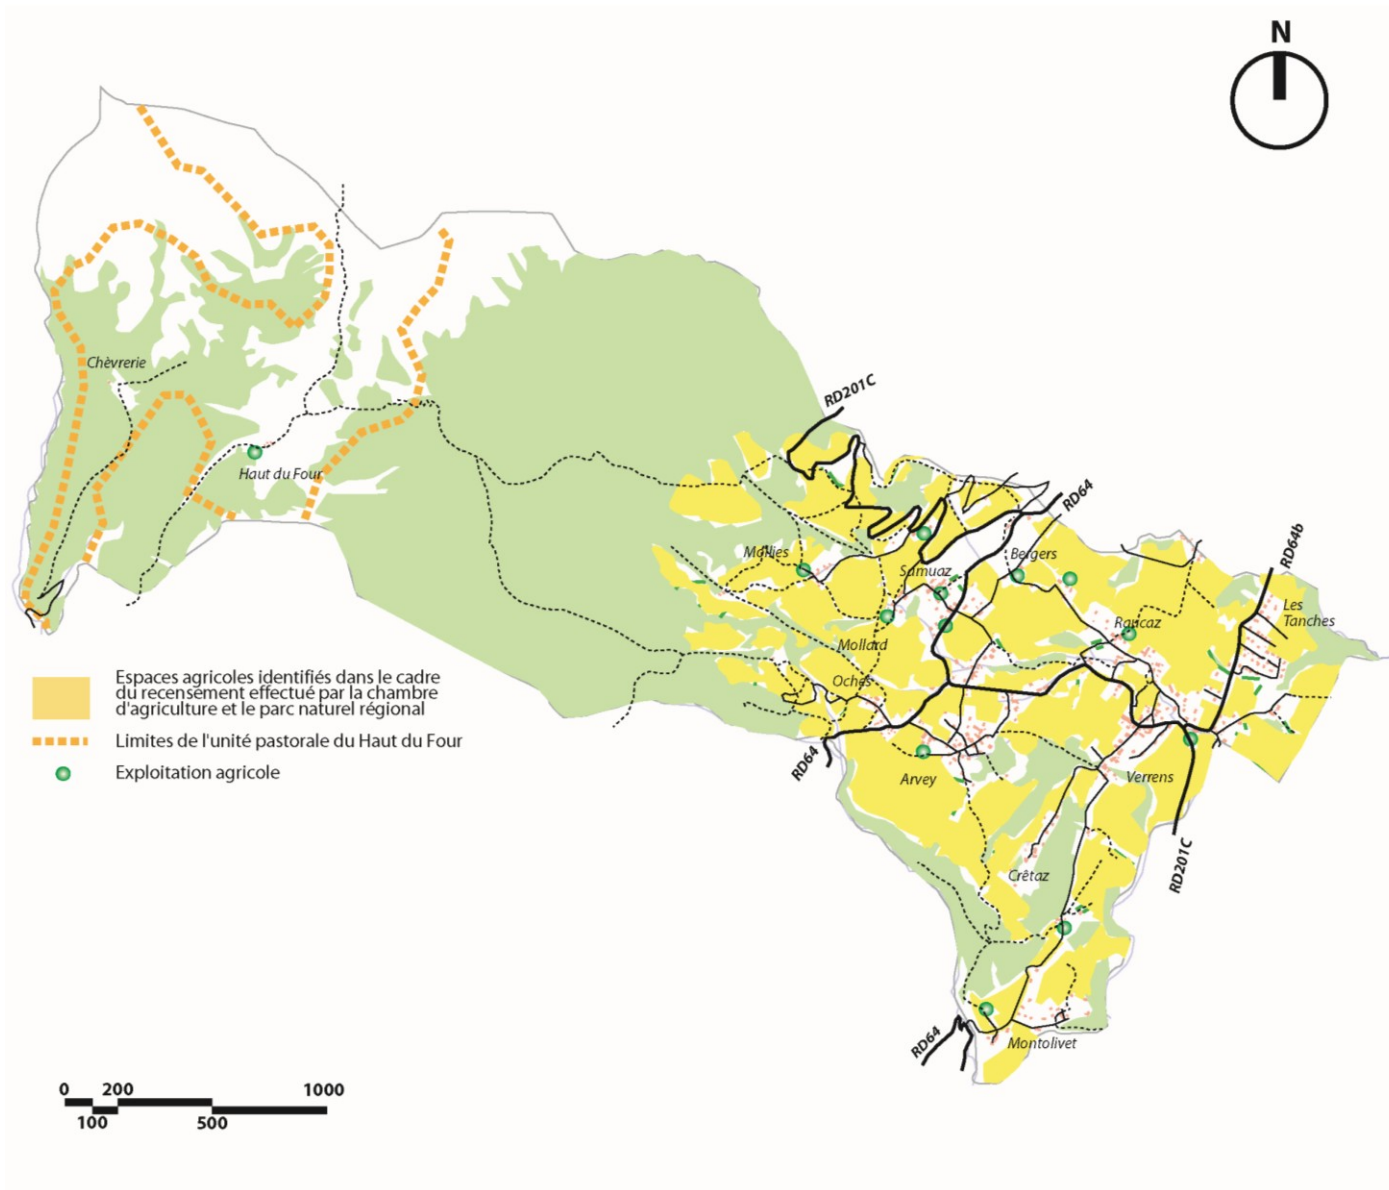 N
Chèvrerie
Haut du Four
RD201C
RD64
Mollies
Samuaz
Bergers
RD64b
Les
Tanches
Raucaz
Mollard
Oches
Espaces agricoles identifiés dans le cadre
du recensement effectué par la chambre
d'agriculture et le parc naturel régional
Limites de l'unité pastorale du Haut du Four
Exploitation agricole
RD64
Arvey
Verrens
RD201C
Crêtaz
RD64
Montolivet
0 200 1000
100 500